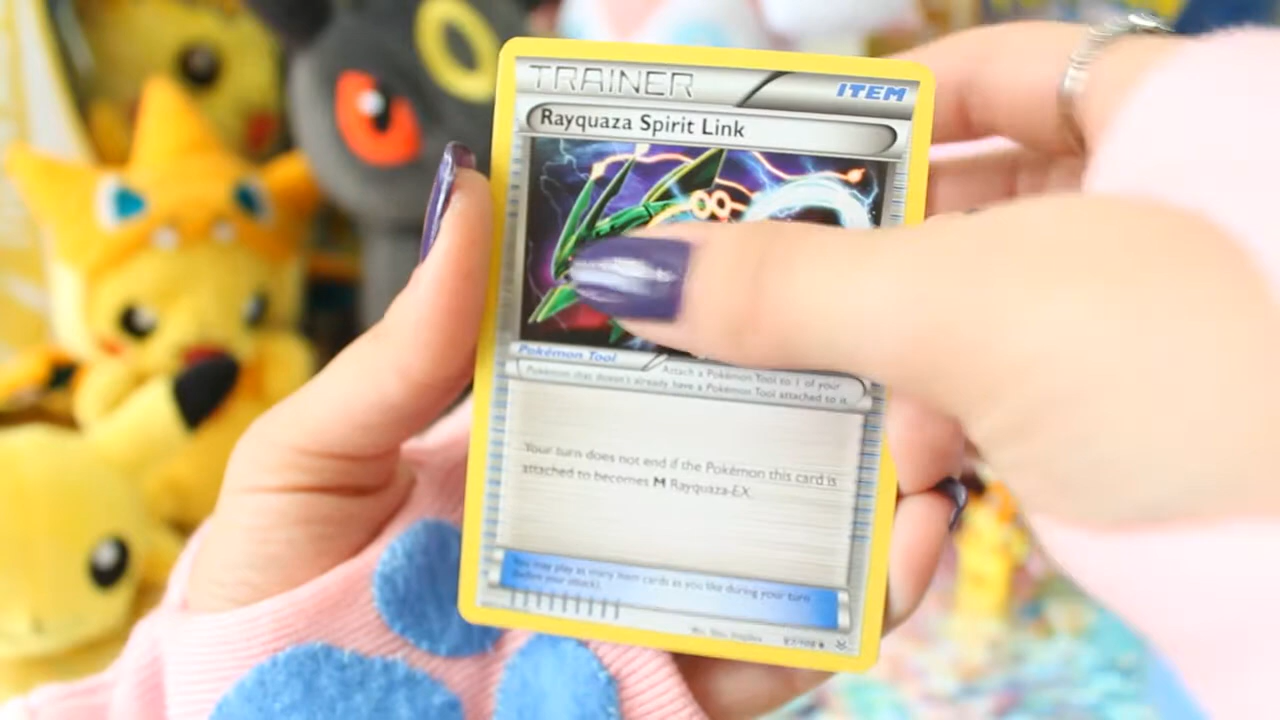 TRAINER
ITEM
Rayquaza Spirit Link
Pokémon Tool
Attach a Pokémon Tool to 1 of your
Pokémon that doesn't already have a Pokémon Tool attached to it.
Your turn does not end if the Pokémon this card is
attached to becomes M Rayquaza-EX.
You may play as many Item cards as you like during your turn
(before your attack).
87/108